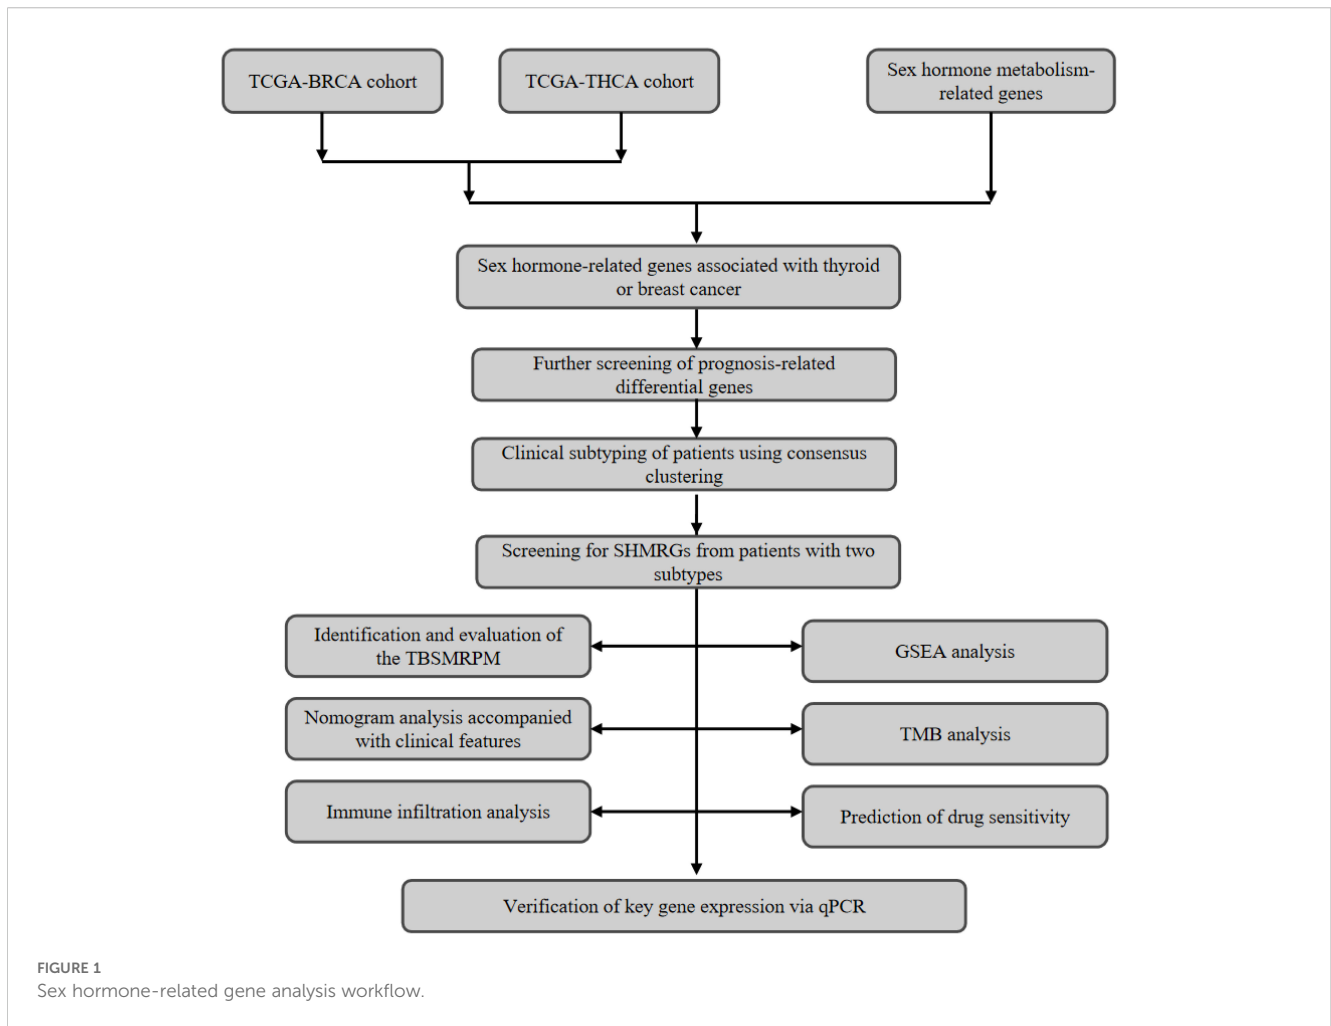 TCGA-BRCA cohort
TCGA-THCA cohort
Sex hormone metabolism-
related genes
Sex hormone-related genes associated with thyroid
or breast cancer
Further screening of prognosis-related
differential genes
Clinical subtyping of patients using consensus
clustering
Screening for SHMRGs from patients with two
subtypes
Identification and evaluation of
the TBSMRPM
GSEA analysis
Nomogram analysis accompanied
with clinical features
TMB analysis
Immune infiltration analysis
Prediction of drug sensitivity
Verification of key gene expression via qPCR
FIGURE 1
Sex hormone-related gene analysis workflow.